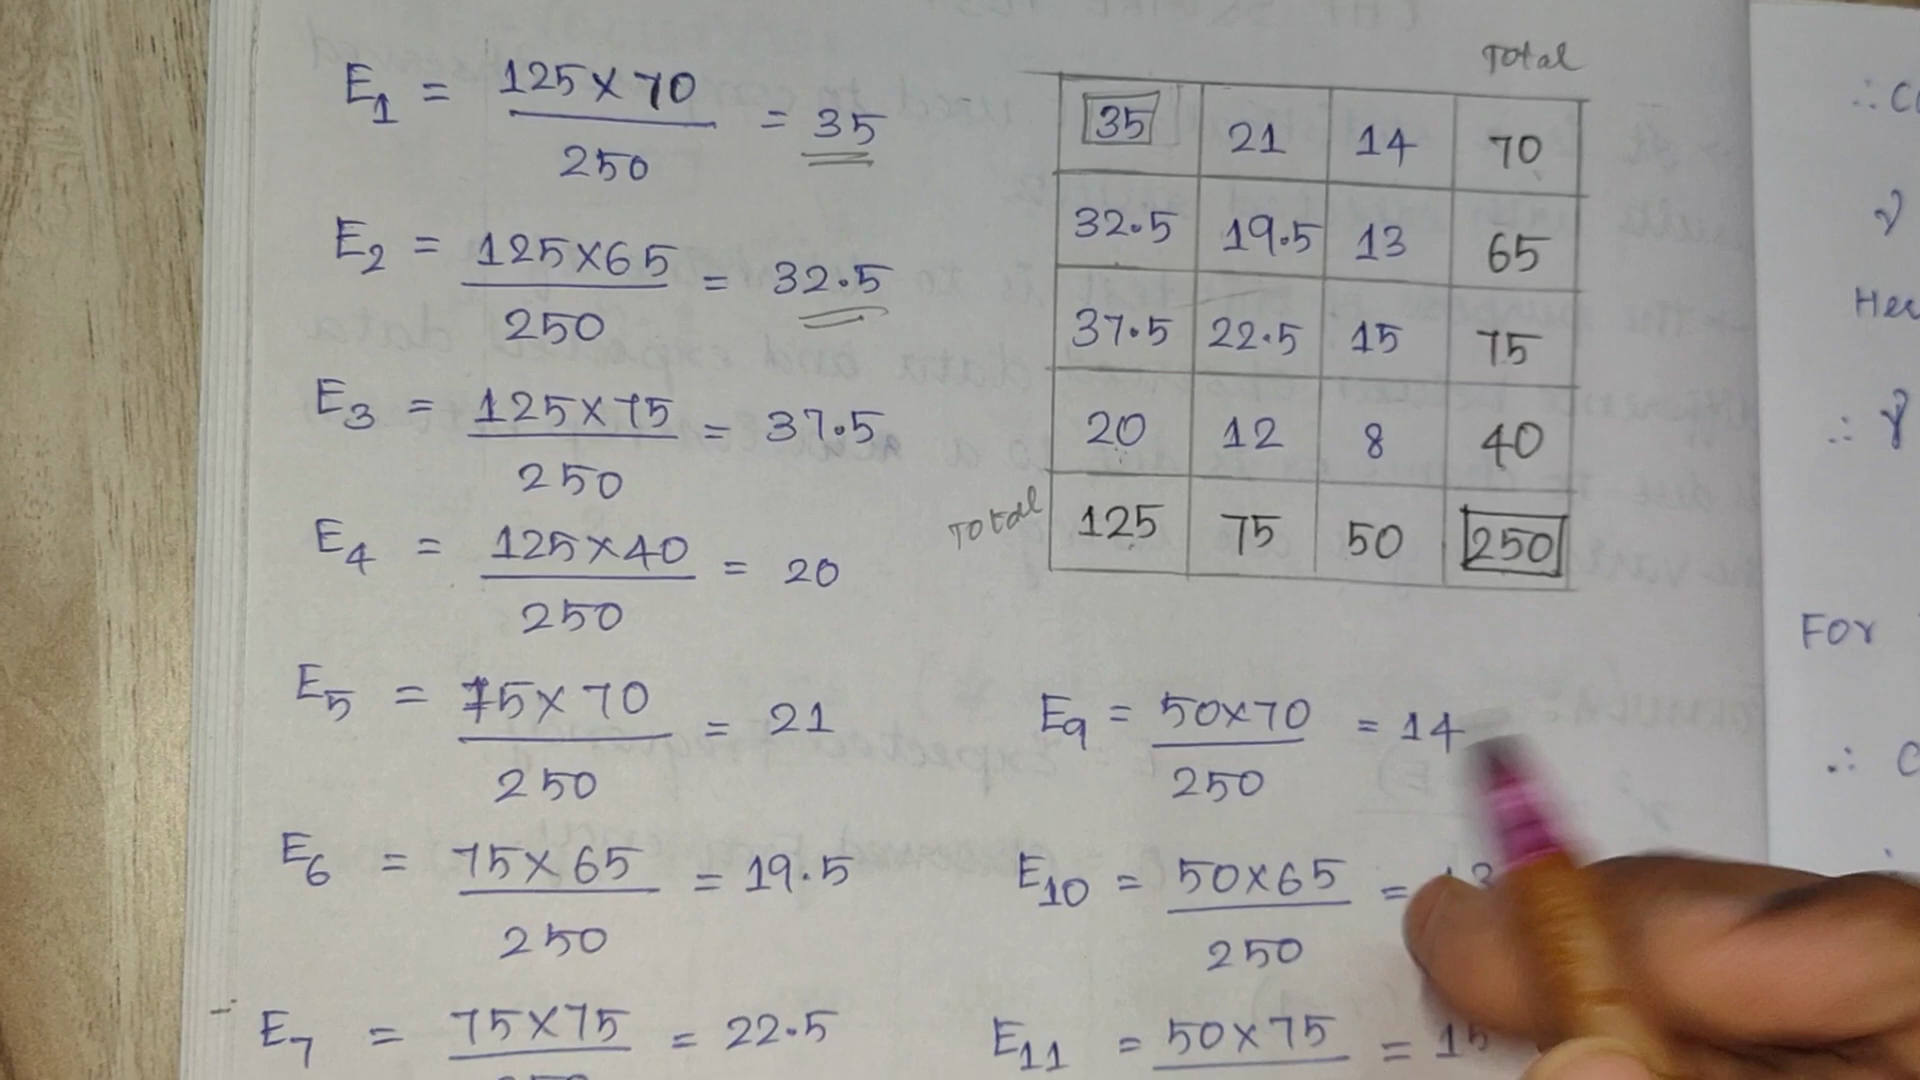 E1 = 125×70 / 250 = 35
E2 = 125×65 / 250 = 32.5
E3 = 125×75 / 250 = 37.5
E4 = 125×40 / 250 = 20
E5 = 75×70 / 250 = 21
E6 = 75×65 / 250 = 19.5
E7 = 75×75 / = 22.5
Total
35 21 14 70
32.5 19.5 13 65
37.5 22.5 15 75
20 12 8 40
Total 125 75 50 250
E9 = 50×70 / 250 = 14
E10 = 50×65 / 250 =
E11 = 50×75 = 15
∴
∴
For
∴